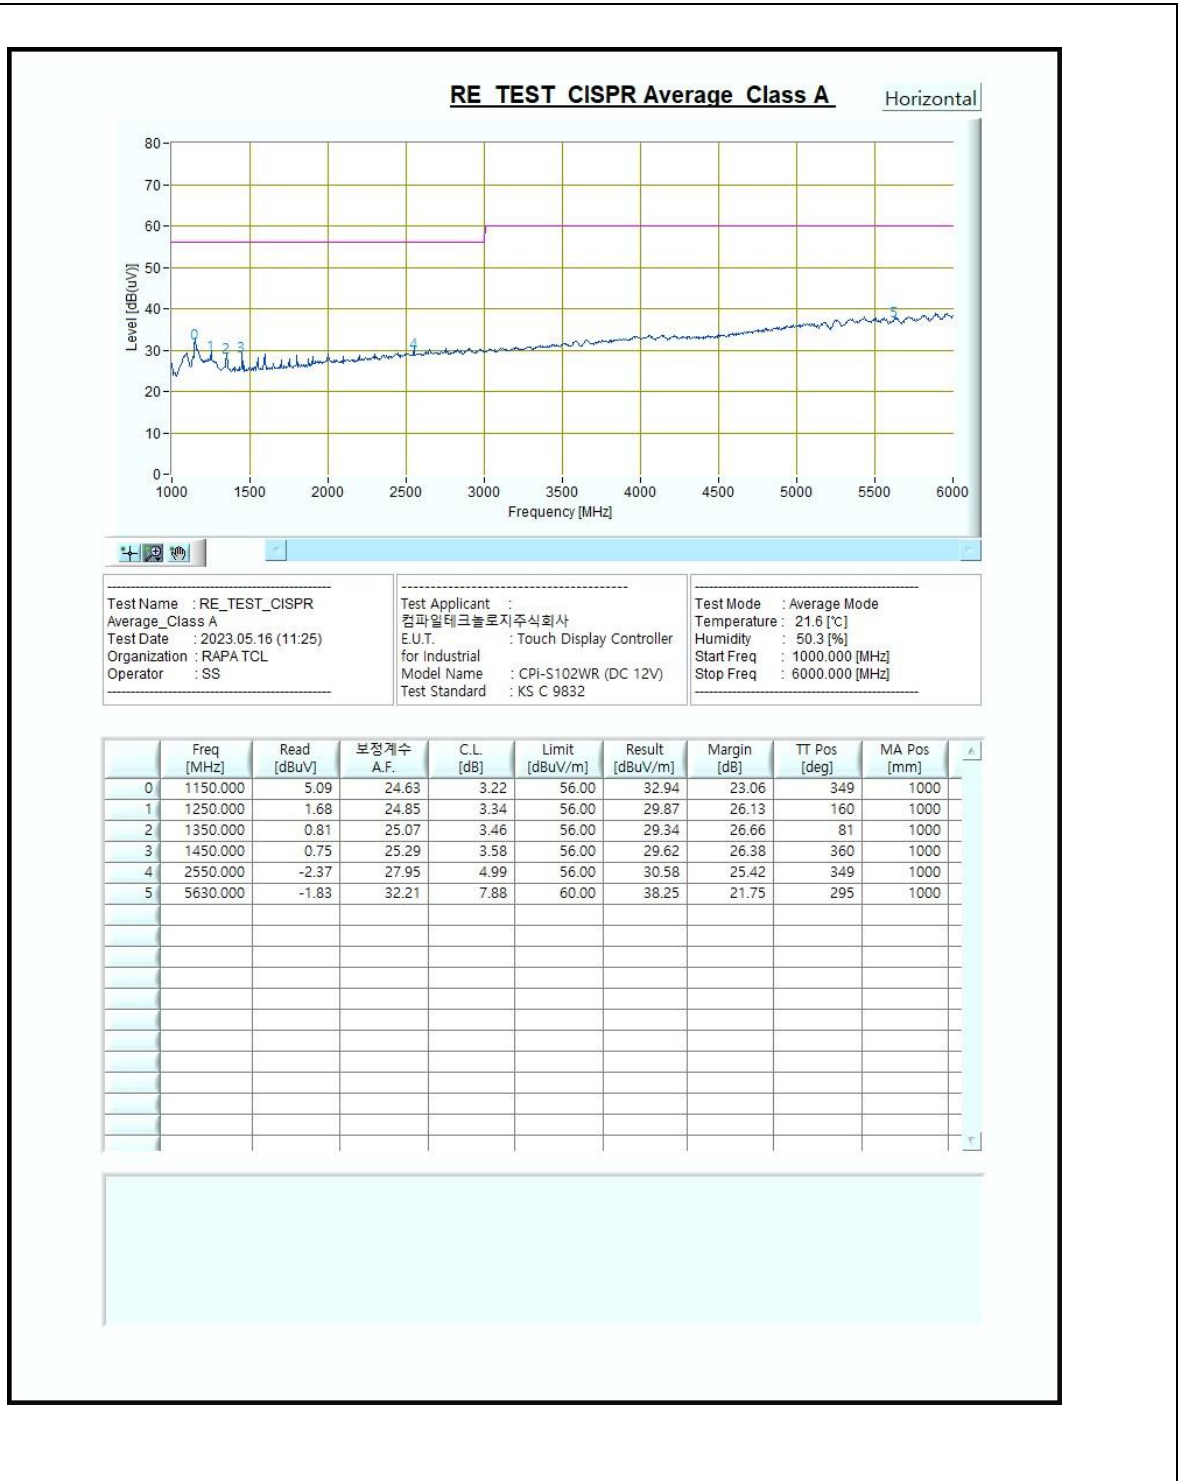 RE_TEST_CISPR Average_Class A
Horizontal
80
70
60
50
40
30
20
10
0
Level [dB(uV)]
0
1
2
3
4
5
1000 1500 2000 2500 3000 3500 4000 4500 5000 5500 6000
Frequency [MHz]
Test Name : RE_TEST_CISPR
Average_Class A
Test Date : 2023.05.16 (11:25)
Organization : RAPA TCL
Operator : SS
Test Applicant :
컴파일테크놀로지주식회사
E.U.T. : Touch Display Controller
for Industrial
Model Name : CPi-S102WR (DC 12V)
Test Standard : KS C 9832
Test Mode : Average Mode
Temperature : 21.6 [℃]
Humidity : 50.3 [%]
Start Freq : 1000.000 [MHz]
Stop Freq : 6000.000 [MHz]
Freq [MHz] Read [dBuV] 보정계수 A.F. C.L. [dB] Limit [dBuV/m] Result [dBuV/m] Margin [dB] TT Pos [deg] MA Pos [mm]
0 1150.000 5.09 24.63 3.22 56.00 32.94 23.06 349 1000
1 1250.000 1.68 24.85 3.34 56.00 29.87 26.13 160 1000
2 1350.000 0.81 25.07 3.46 56.00 29.34 26.66 81 1000
3 1450.000 0.75 25.29 3.58 56.00 29.62 26.38 360 1000
4 2550.000 -2.37 27.95 4.99 56.00 30.58 25.42 349 1000
5 5630.000 -1.83 32.21 7.88 60.00 38.25 21.75 295 1000